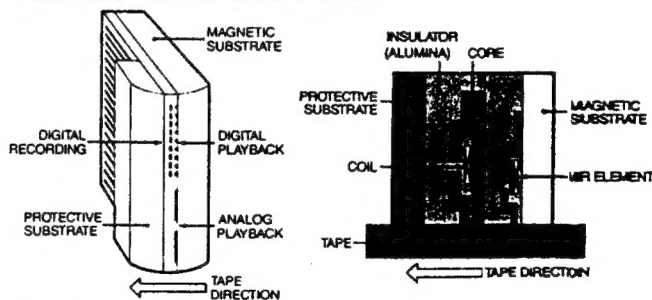 MAGNETIC
SUBSTRATE
DIGITAL
RECORDING
DIGITAL
PLAYBACK
PROTECTIVE
SUBSTRATE
ANALOG
PLAYBACK
TAPE
DIRECTION
INSULATOR
(ALUMINA)
CORE
PROTECTIVE
SUBSTRATE
MAGNETIC
SUBSTRATE
COIL
MR ELEMENT
TAPE
TAPE DIRECTION